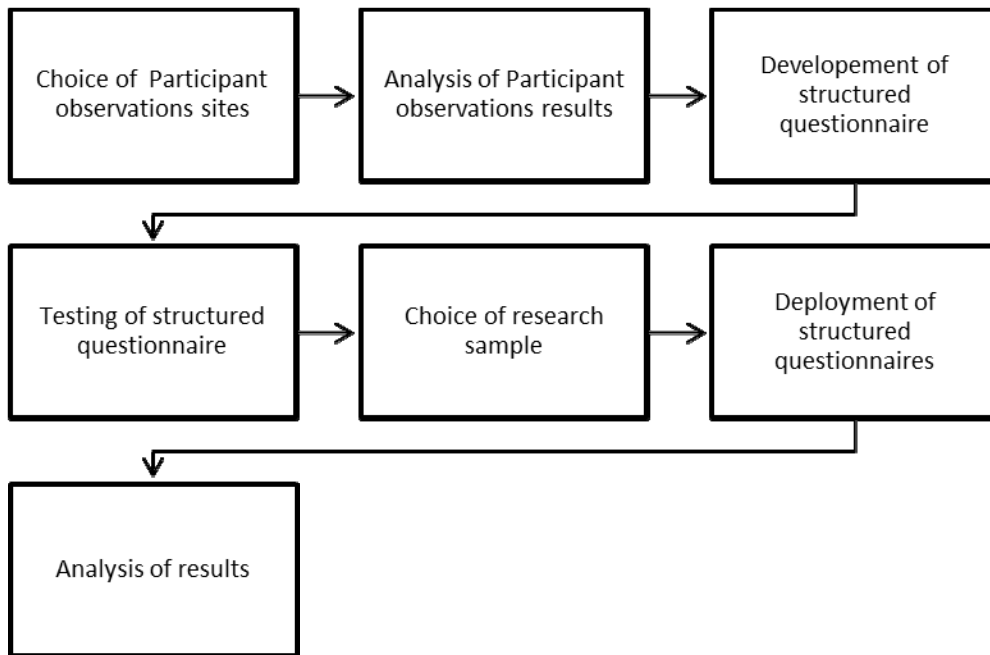 Choice of  Participant
observations sites
Analysis of Participant
observations results
Developement of
structured
questionnaire
Testing of structured
questionnaire
Choice of research
sample
Deployment of
structured
questionnaires
Analysis of results